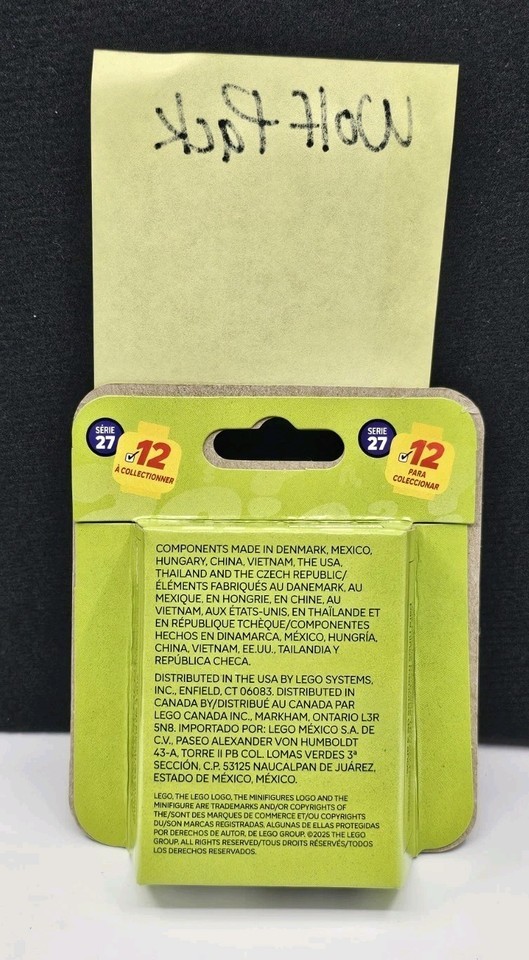 Wolf Pack
SÉRIE
27
12
À COLLECTIONNER
SERIE
27
12
PARA
COLECCIONAR
COMPONENTS MADE IN DENMARK, MEXICO,
HUNGARY, CHINA, VIETNAM, THE USA,
THAILAND AND THE CZECH REPUBLIC/
ÉLÉMENTS FABRIQUÉS AU DANEMARK, AU
MEXIQUE, EN HONGRIE, EN CHINE, AU
VIETNAM, AUX ÉTATS-UNIS, EN THAÏLANDE ET
EN RÉPUBLIQUE TCHÈQUE/COMPONENTES
HECHOS EN DINAMARCA, MÉXICO, HUNGRÍA,
CHINA, VIETNAM, EE.UU., TAILANDIA Y
REPÚBLICA CHECA.
DISTRIBUTED IN THE USA BY LEGO SYSTEMS,
INC., ENFIELD, CT 06083. DISTRIBUTED IN
CANADA BY/DISTRIBUÉ AU CANADA PAR
LEGO CANADA INC., MARKHAM, ONTARIO L3R
5N8. IMPORTADO POR: LEGO MÉXICO S.A. DE
C.V., PASEO ALEXANDER VON HUMBOLDT
43-A, TORRE II PB COL. LOMAS VERDES 3ª
SECCIÓN, C.P. 53125 NAUCALPAN DE JUÁREZ,
ESTADO DE MÉXICO, MÉXICO.
LEGO, THE LEGO LOGO, THE MINIFIGURES LOGO AND THE
MINIFIGURE ARE TRADEMARKS AND/OR COPYRIGHTS OF
THE/SONT DES MARQUES DE COMMERCE ET/OU COPYRIGHTS
DU/SON MARCAS REGISTRADAS, ALGUNAS DE ELLAS PROTEGIDAS
POR DERECHOS DE AUTOR, DE LEGO GROUP. ©2025 THE LEGO
GROUP. ALL RIGHTS RESERVED/TOUS DROITS RÉSERVÉS/TODOS
LOS DERECHOS RESERVADOS.